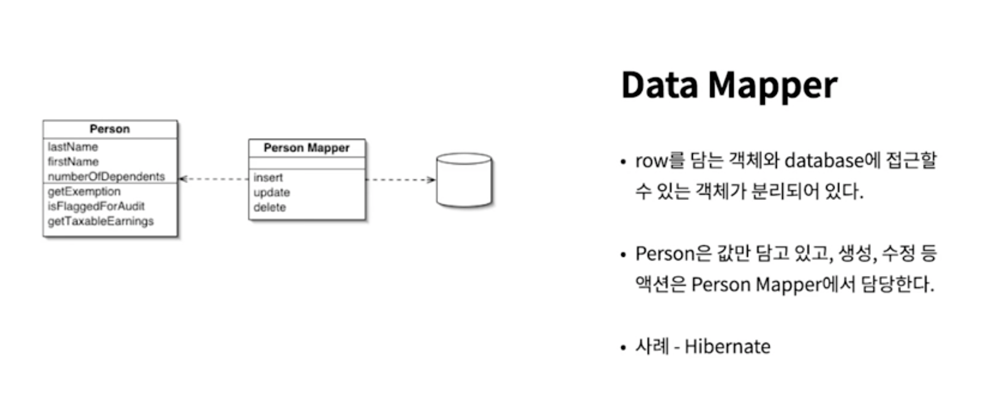 Person
lastName
firstName
numberOfDependents
getExemption
isFlaggedForAudit
getTaxableEarnings
Person Mapper
insert
update
delete
Data Mapper
• row를 담는 객체와 database에 접근할
수 있는 객체가 분리되어 있다.
• Person은 값만 담고 있고, 생성, 수정 등
액션은 Person Mapper에서 담당한다.
• 사례 - Hibernate